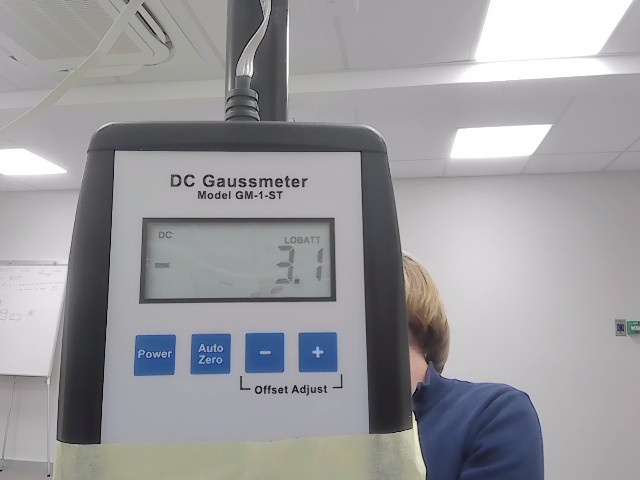 DC Gaussmeter
Model GM-1-ST
DC
LOBATT
- 3.1
Power
Auto
Zero
-
+
Offset Adjust